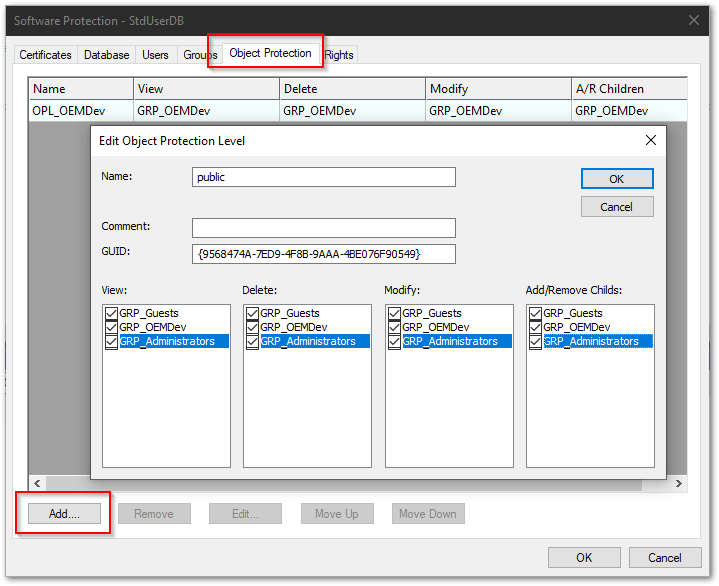 Software Protection - StdUserDB
Certificates Database Users Groups Object Protection Rights
Name View Delete Modify A/R Children
OPL_OEMDev GRP_OEMDev GRP_OEMDev GRP_OEMDev GRP_OEMDev
Edit Object Protection Level
Name: public OK
Cancel
Comment:
GUID: {9568474A-7ED9-4F8B-9AAA-4BE076F90549}
View: Delete: Modify: Add/Remove Childs:
GRP_Guests GRP_Guests GRP_Guests GRP_Guests
GRP_OEMDev GRP_OEMDev GRP_OEMDev GRP_OEMDev
GRP_Administrators GRP_Administrators GRP_Administrators GRP_Administrators
Add.... Remove Edit... Move Up Move Down
OK Cancel